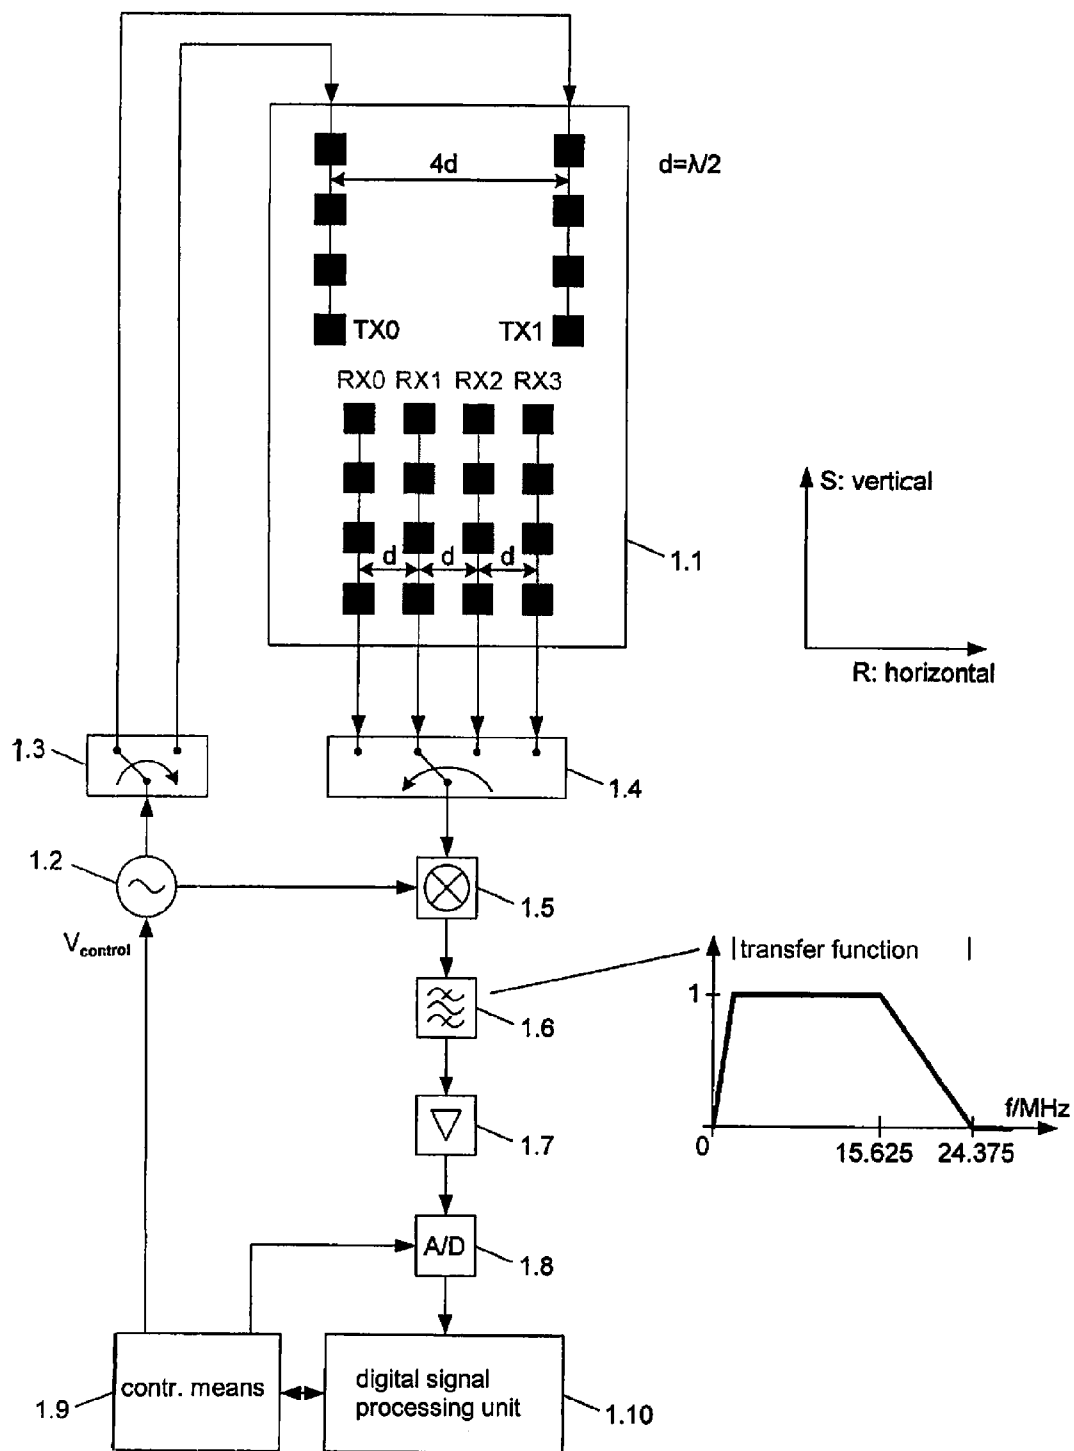 4d
d=λ/2
TX0
TX1
RX0 RX1 RX2 RX3
d d d
1.1
S: vertical
R: horizontal
1.3
1.4
1.2
1.5
Vcontrol
transfer function
1
1.6
f/MHz
0
15.625
24.375
1.7
A/D
1.8
contr. means
digital signal
processing unit
1.9
1.10